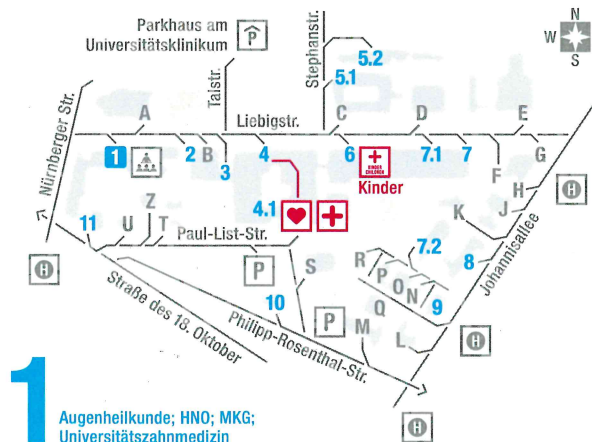 Parkhaus am
Universitätsklinikum
P
N
W
S
Stephanstr.
5.2
5.1
Taistr.
Nürnberger Str.
A
Liebigstr.
C
D
E
1
2
B
3
4
6
KINDER
CHILDREN
Kinder
7.1
7
F
G
H
H
J
K
4.1
Z
11
U
T
Paul-List-Str.
S
P
H
7.2
R
P
O
N
Q
9
8
Johannisallee
Straße des 18. Oktober
10
Philipp-Rosenthal-Str.
P
M
L
H
H
1
Augenheilkunde; HNO; MKG;
Universitätszahnmedizin